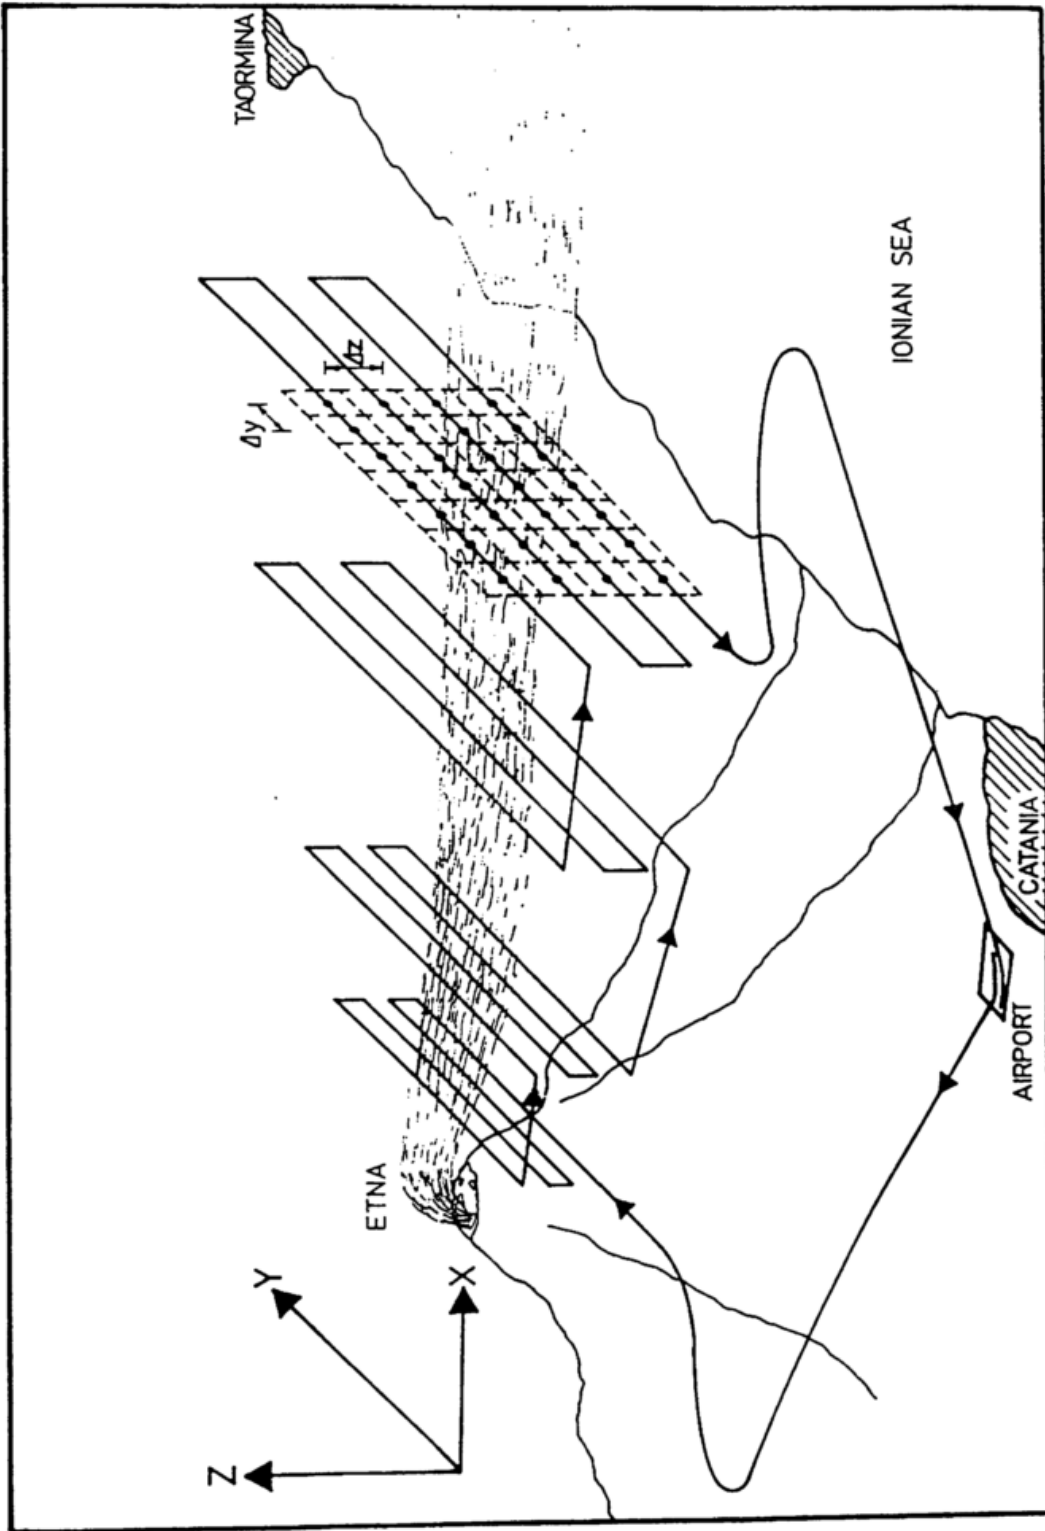 TAORMINA
Δy
Δz
IONIAN SEA
ETNA
Z
Y
X
AIRPORT
CATANIA